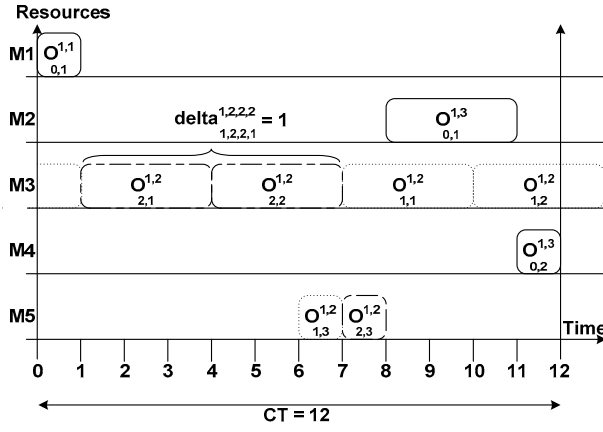 Resources
M1
O1,1
0,1
M2
delta1,2,2,2 = 1
1,2,2,1
O1,3
0,1
M3
O1,2
2,1
O1,2
2,2
O1,2
1,1
O1,2
1,2
M4
O1,3
0,2
M5
O1,2
1,3
O1,2
2,3
Time
0 1 2 3 4 5 6 7 8 9 10 11 12
CT = 12